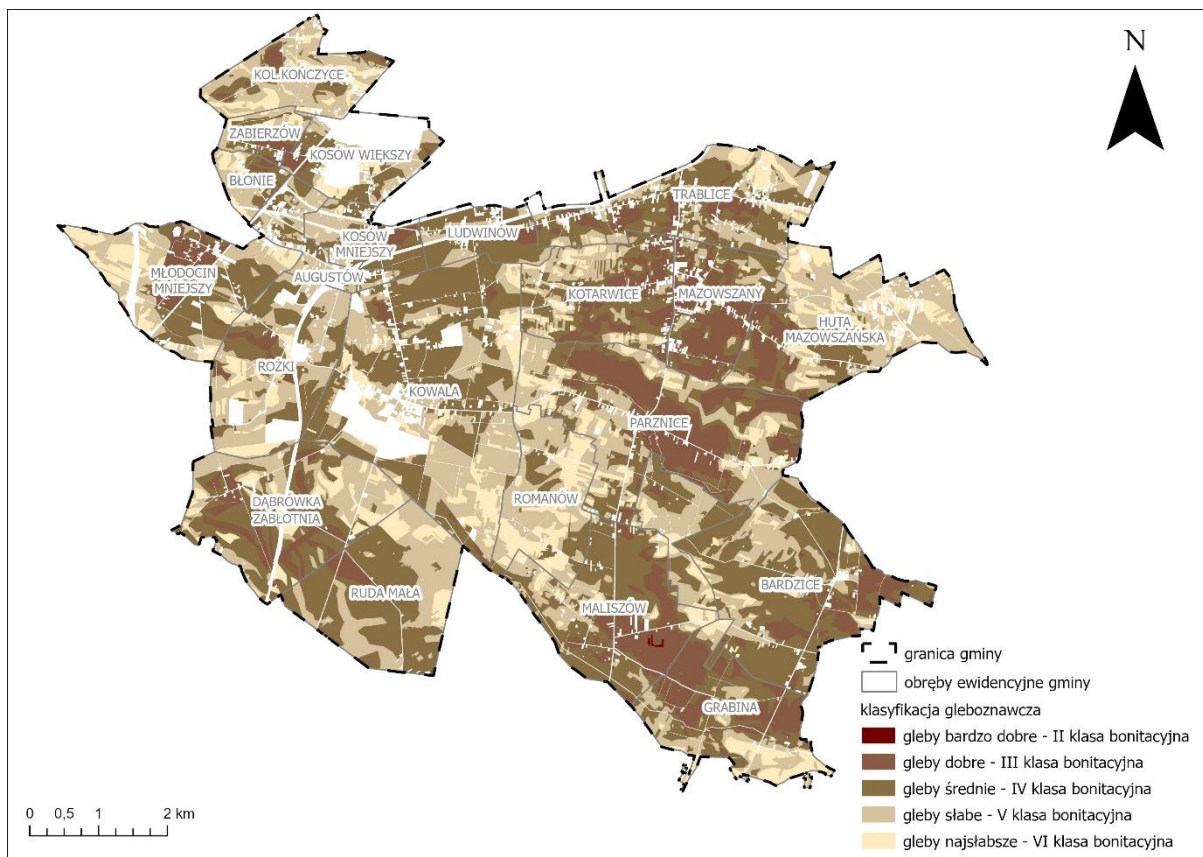 N
KOL.KOŃCZYCE
ZABIERZÓW
KOSÓW WIĘKSZY
BŁONIE
TRABLICE
KOSÓW
MNIEJSZY
LUDWINÓW
MŁODOCIN
MNIEJSZY
AUGUSTÓW
KOTARWICE
MAZOWSZANY
HUTA
MAZOWSZAŃSKA
ROŻKI
KOWALA
PARZNICE
DĄBRÓWKA
ZABŁOTNIA
ROMANÓW
RUDA MAŁA
BARDZICE
MALISZÓW
GRABINA
granica gminy
obręby ewidencyjne gminy
klasyfikacja gleboznawcza
gleby bardzo dobre - II klasa bonitacyjna
gleby dobre - III klasa bonitacyjna
gleby średnie - IV klasa bonitacyjna
gleby słabe - V klasa bonitacyjna
gleby najsłabsze - VI klasa bonitacyjna
0 0,5 1 2 km